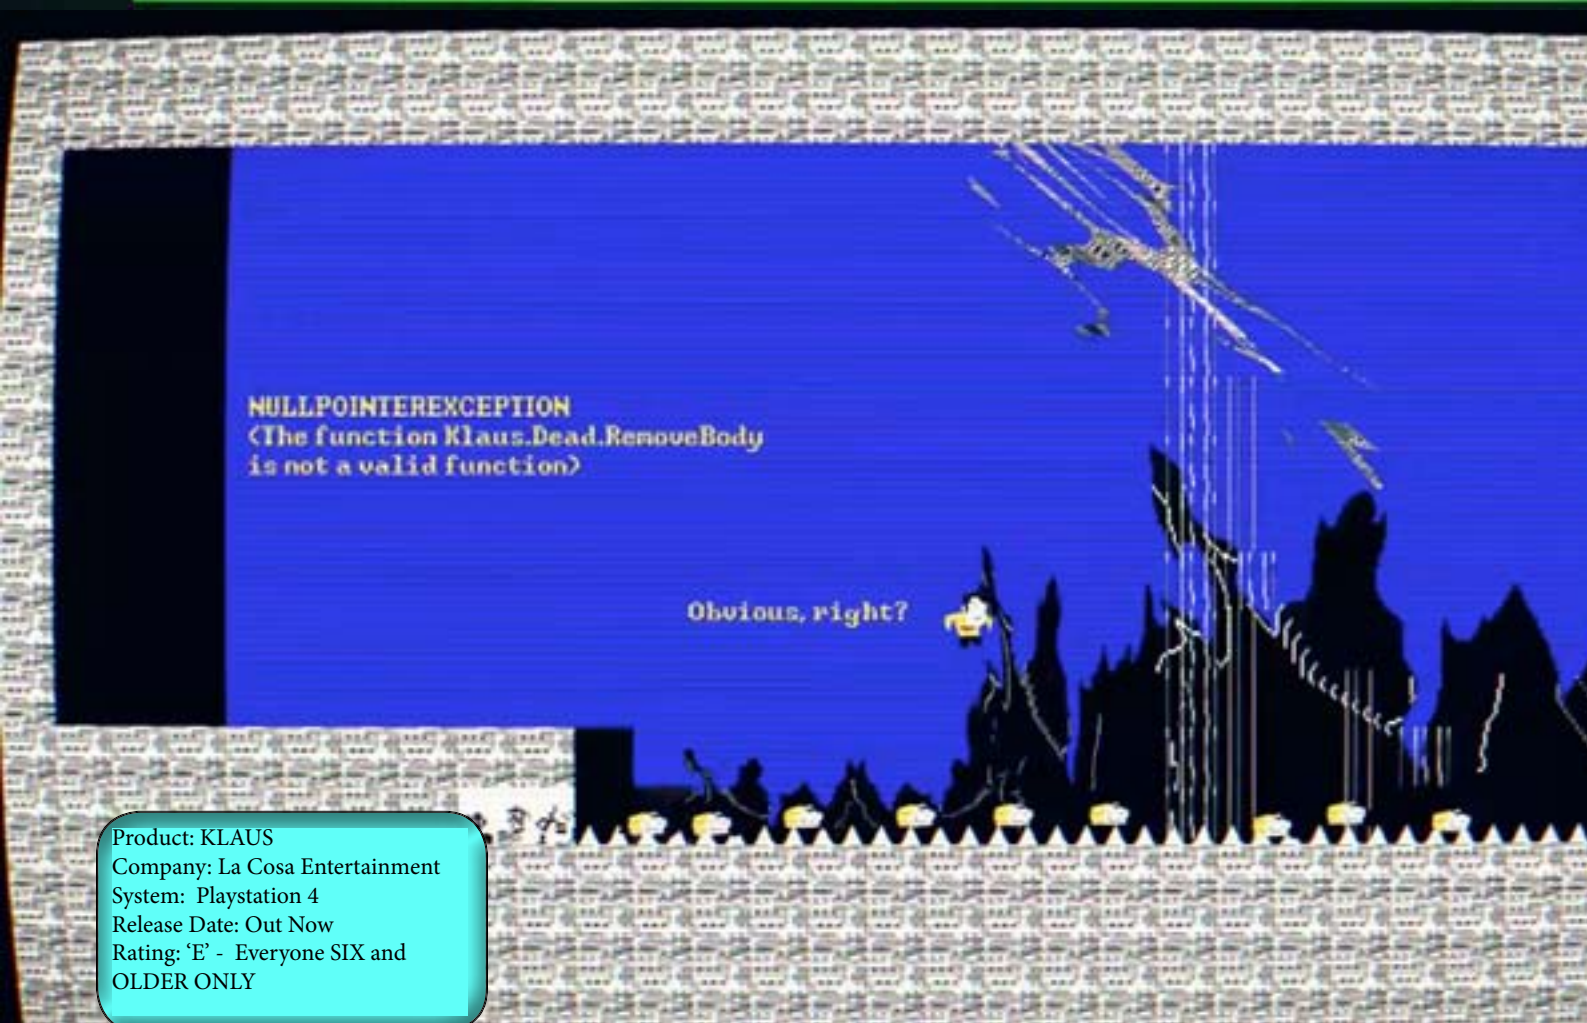 NULLPOINTEREXCEPTION
<The function Klaus.Dead.RemoveBody
is not a valid function>
Obvious, right?
Product: KLAUS
Company: La Cosa Entertainment
System:  Playstation 4
Release Date: Out Now
Rating: ‘E’ -  Everyone SIX and
OLDER ONLY